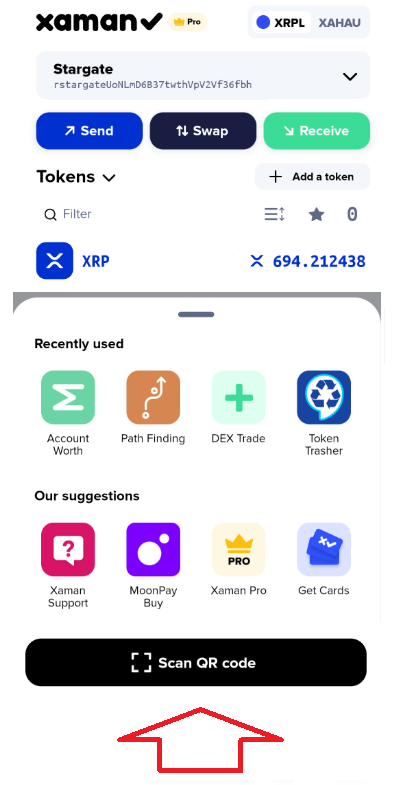 xaman Pro XRPL XAHAU
Stargate
rstargateUoNLmD6B37twthVpV2Vf36fbh
Send Swap Receive
Tokens Add a token
Filter 0
XRP 694.212438
Recently used
Account Worth
Path Finding
DEX Trade
Token Trasher
Our suggestions
PRO
Xaman Support
MoonPay Buy
Xaman Pro
Get Cards
Scan QR code